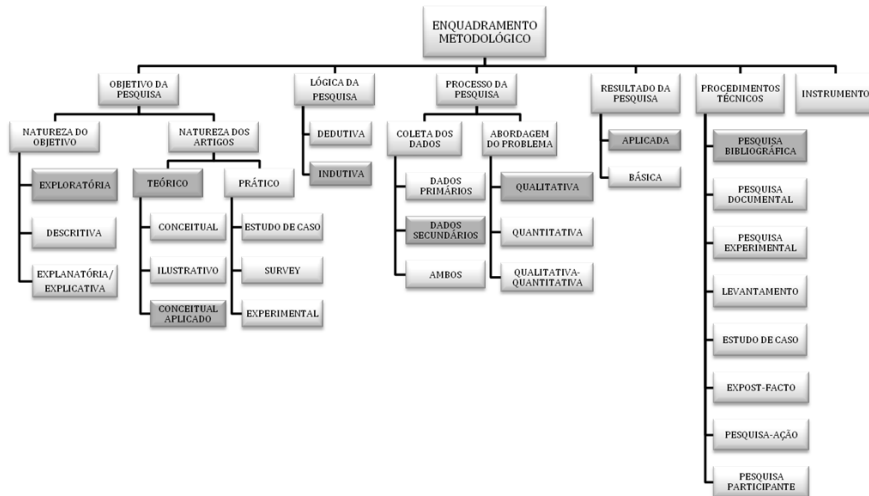 ENQUADRAMENTO
METODOLÓGICO
OBJETIVO DA
PESQUISA
LÓGICA DA
PESQUISA
PROCESSO DA
PESQUISA
RESULTADO DA
PESQUISA
PROCEDIMENTOS
TÉCNICOS
INSTRUMENTO
NATUREZA DO
OBJETIVO
EXPLORATÓRIA
DESCRITIVA
EXPLANATÓRIA/
EXPLICATIVA
NATUREZA DOS
ARTIGOS
TEÓRICO
CONCEITUAL
ILUSTRATIVO
CONCEITUAL
APLICADO
PRÁTICO
ESTUDO DE CASO
SURVEY
EXPERIMENTAL
DEDUTIVA
INDUTIVA
COLETA DOS
DADOS
DADOS
PRIMÁRIOS
DADOS
SECUNDÁRIOS
AMBOS
ABORDAGEM
DO PROBLEMA
QUALITATIVA
QUANTITATIVA
QUALITATIVA-
QUANTITATIVA
APLICADA
BÁSICA
PESQUISA
BIBLIOGRÁFICA
PESQUISA
DOCUMENTAL
PESQUISA
EXPERIMENTAL
LEVANTAMENTO
ESTUDO DE CASO
EXPOST-FACTO
PESQUISA-AÇÃO
PESQUISA
PARTICIPANTE